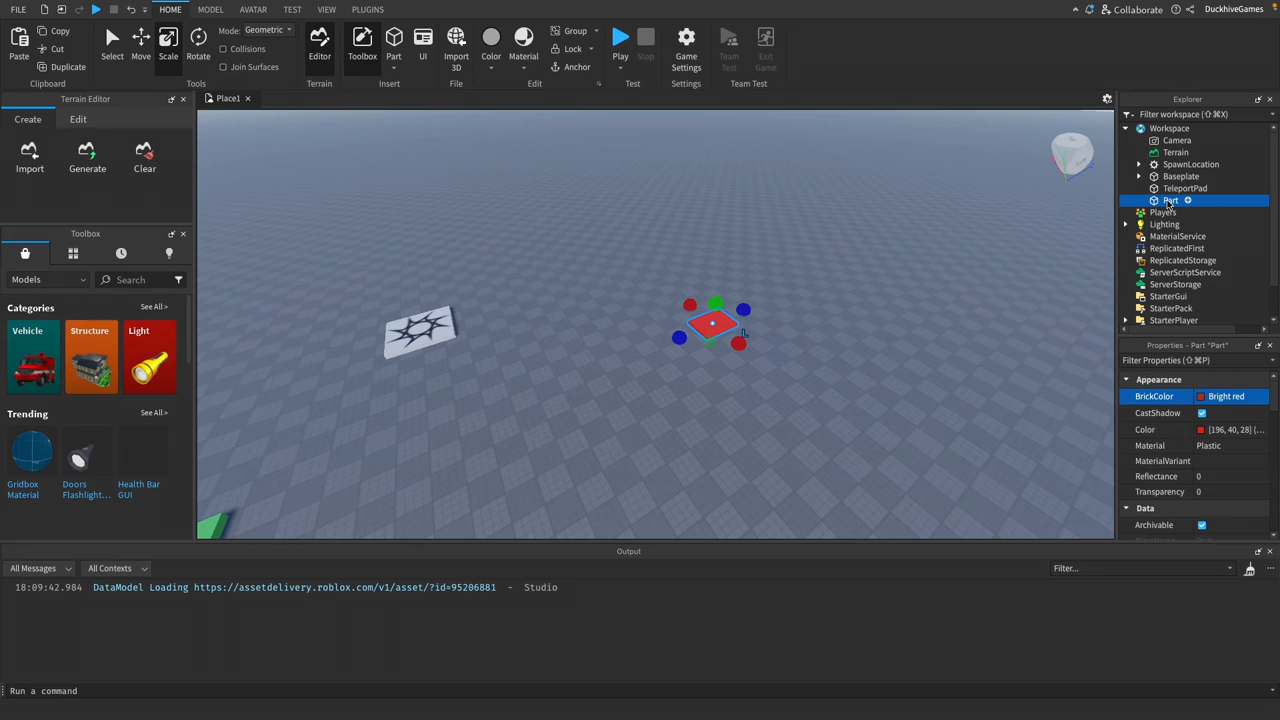 FILE HOME MODEL AVATAR TEST VIEW PLUGINS Collaborate DuckhiveGames
Paste Copy Cut Duplicate Clipboard
Select Move Scale Rotate Mode: Geometric Collisions Join Surfaces Tools
Editor Terrain
Toolbox Part UI Insert
Import 3D File
Color Material Group Lock Anchor Edit
Play Stop Test
Game Settings Settings
Team Test Exit Game Team Test
Terrain Editor
Create Edit
Import Generate Clear
Toolbox
Models Search
Categories See All >
Vehicle Structure Light
Trending See All >
Gridbox Material
Doors Flashlight...
Health Bar GUI
Place1
Explorer
Filter workspace (⇧⌘X)
Workspace
Camera
Terrain
SpawnLocation
Baseplate
TeleportPad
Part
Players
Lighting
MaterialService
ReplicatedFirst
ReplicatedStorage
ServerScriptService
ServerStorage
StarterGui
StarterPack
StarterPlayer
Properties - Part "Part"
Filter Properties (⇧⌘P)
Appearance
BrickColor Bright red
CastShadow
Color [196, 40, 28] (...
Material Plastic
MaterialVariant
Reflectance 0
Transparency 0
Data
Archivable
Output
All Messages All Contexts Filter...
18:09:42.984 DataModel Loading https://assetdelivery.roblox.com/v1/asset/?id=95206881 - Studio
Run a command